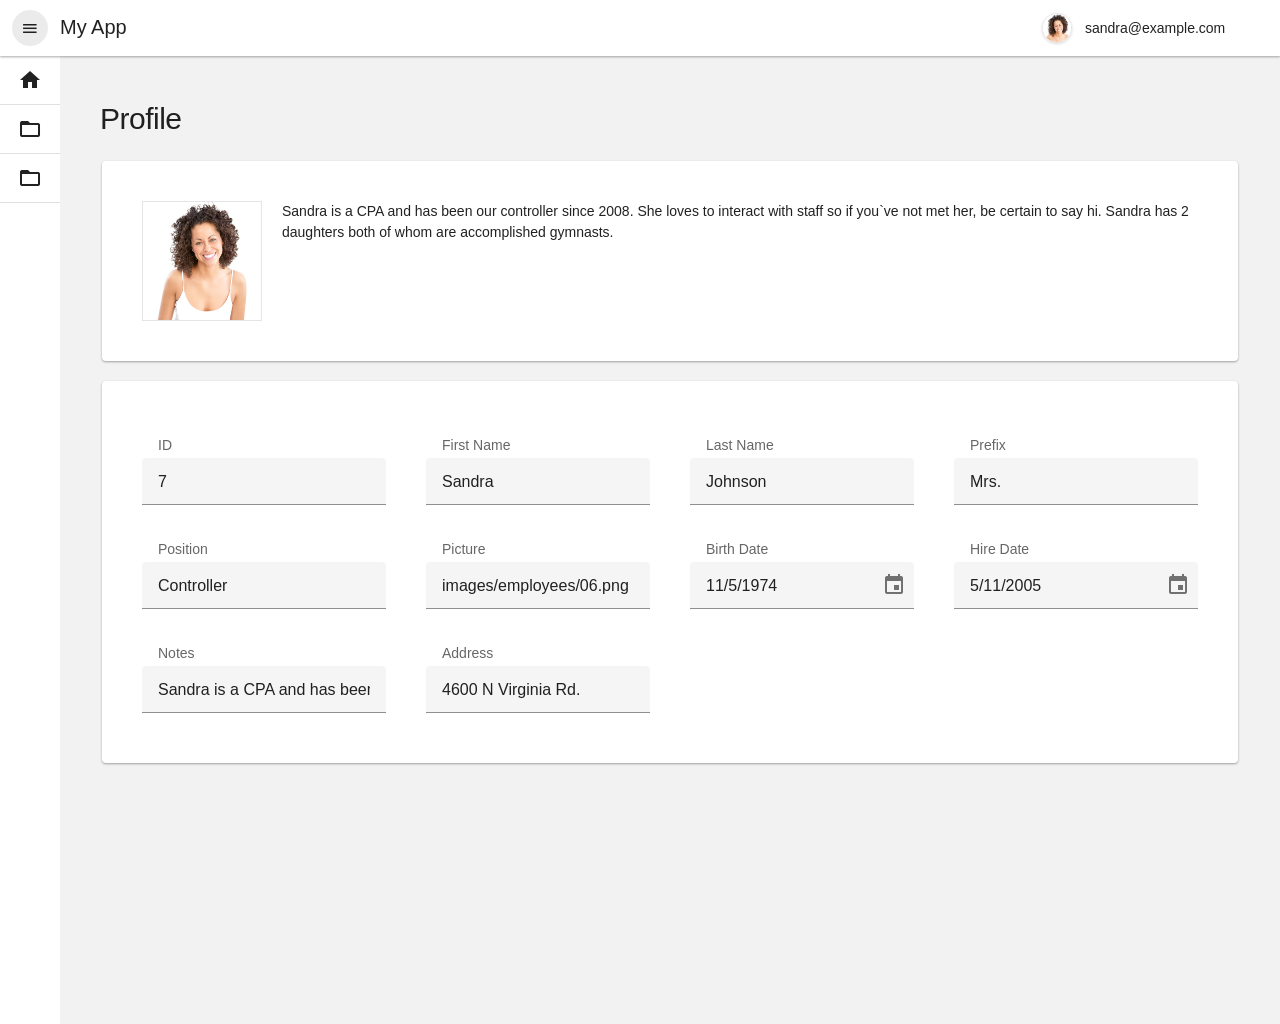 My App
sandra@example.com
Profile
Sandra is a CPA and has been our controller since 2008. She loves to interact with staff so if you`ve not met her, be certain to say hi. Sandra has 2
daughters both of whom are accomplished gymnasts.
ID
First Name
Last Name
Prefix
7
Sandra
Johnson
Mrs.
Position
Picture
Birth Date
Hire Date
Controller
images/employees/06.png
11/5/1974
5/11/2005
Notes
Address
Sandra is a CPA and has been
4600 N Virginia Rd.